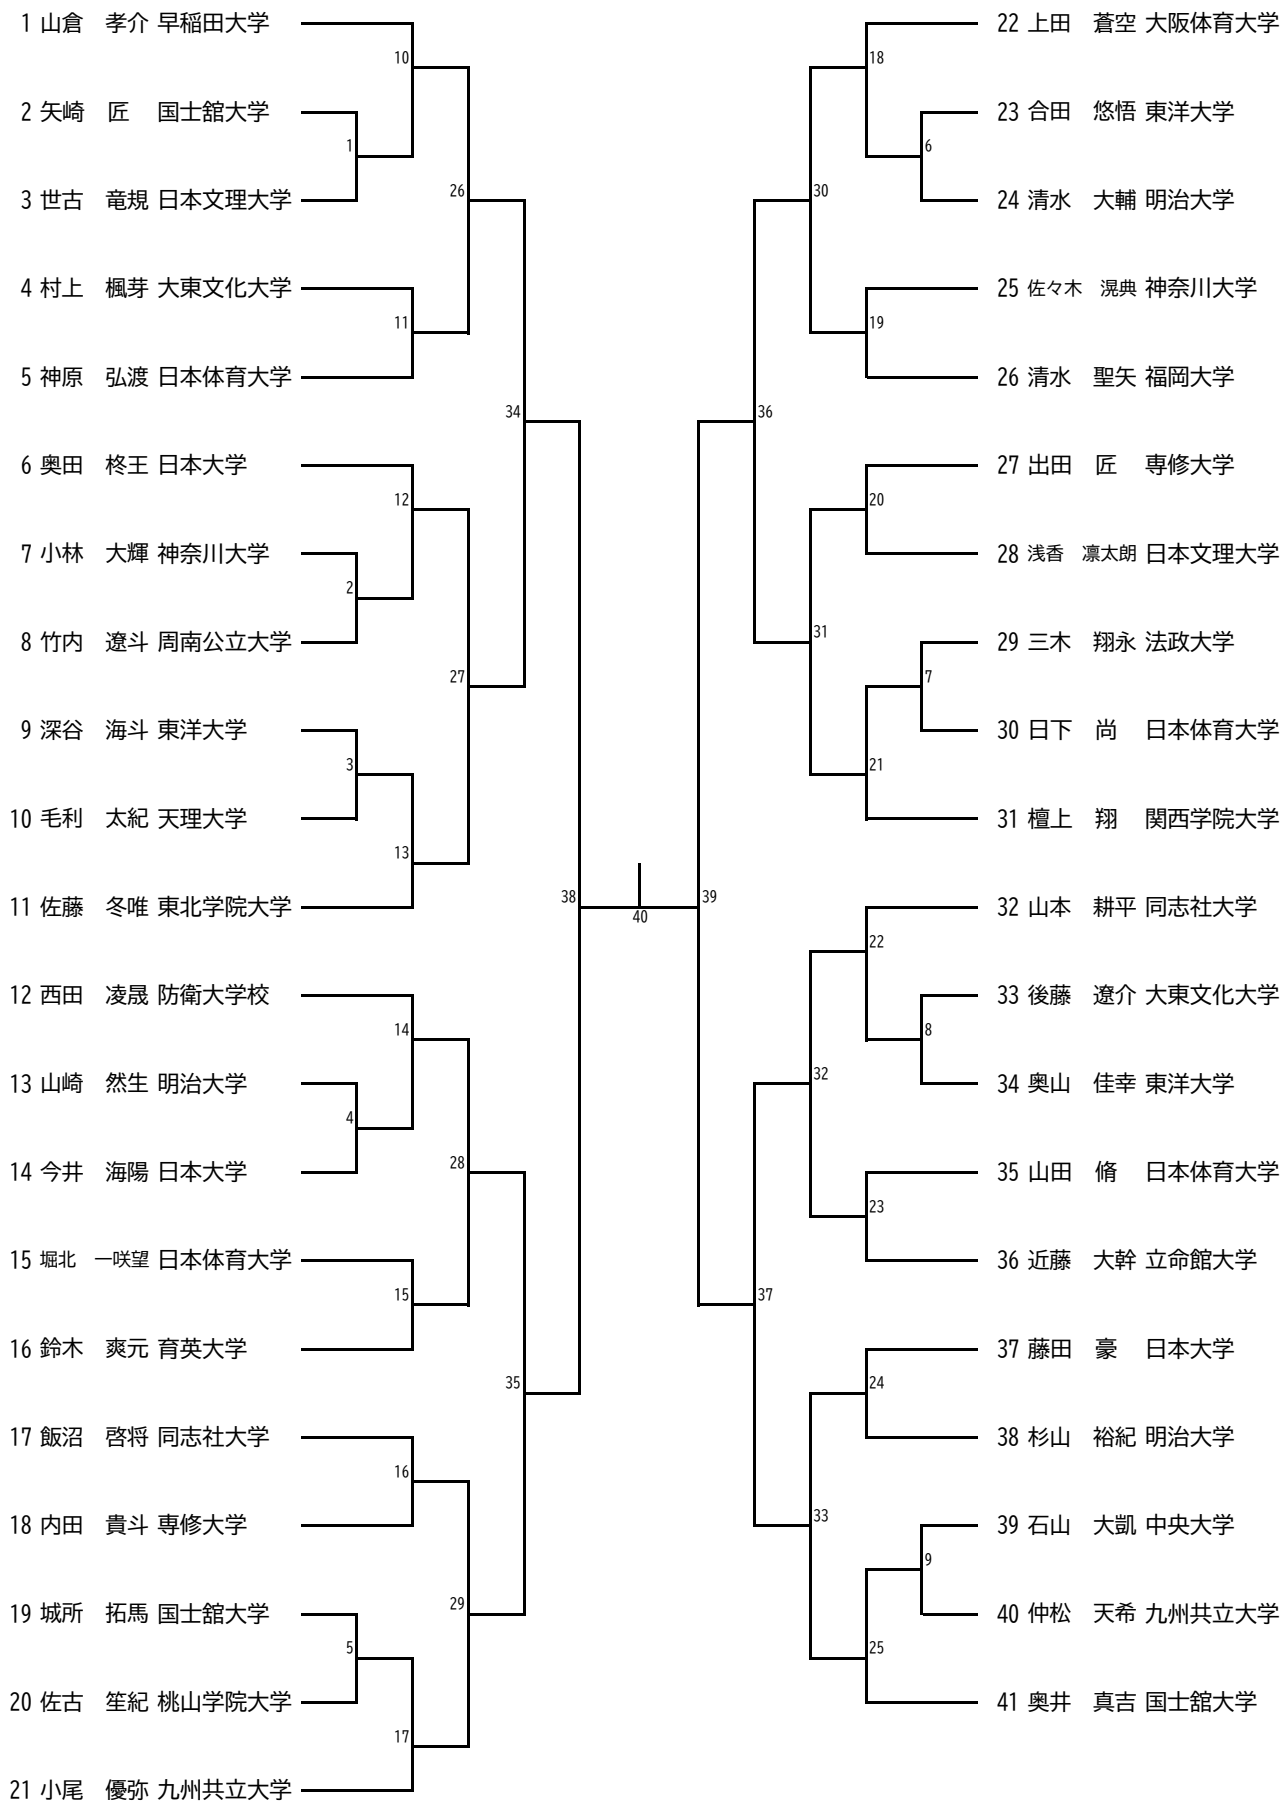 1 山倉　孝介 早稲田大学
2 矢崎　匠　国士舘大学
3 世古　竜規 日本文理大学
4 村上　楓芽 大東文化大学
5 神原　弘渡 日本体育大学
6 奥田　柊王 日本大学
7 小林　大輝 神奈川大学
8 竹内　遼斗 周南公立大学
9 深谷　海斗 東洋大学
10 毛利　太紀 天理大学
11 佐藤　冬唯 東北学院大学
12 西田　凌晟 防衛大学校
13 山崎　然生 明治大学
14 今井　海陽 日本大学
15 堀北　一咲望 日本体育大学
16 鈴木　爽元 育英大学
17 飯沼　啓将 同志社大学
18 内田　貴斗 専修大学
19 城所　拓馬 国士舘大学
20 佐古　笙紀 桃山学院大学
21 小尾　優弥 九州共立大学
1
2
3
4
5
10
11
12
13
14
15
16
17
26
27
28
29
34
35
38
40
39
36
37
30
31
32
33
18
19
20
21
22
23
24
25
6
7
8
9
22 上田　蒼空 大阪体育大学
23 合田　悠悟 東洋大学
24 清水　大輔 明治大学
25 佐々木　滉典 神奈川大学
26 清水　聖矢 福岡大学
27 出田　匠　専修大学
28 浅香　凛太朗 日本文理大学
29 三木　翔永 法政大学
30 日下　尚　日本体育大学
31 檀上　翔　関西学院大学
32 山本　耕平 同志社大学
33 後藤　遼介 大東文化大学
34 奥山　佳幸 東洋大学
35 山田　脩　日本体育大学
36 近藤　大幹 立命館大学
37 藤田　豪　日本大学
38 杉山　裕紀 明治大学
39 石山　大凱 中央大学
40 仲松　天希 九州共立大学
41 奥井　真吉 国士舘大学